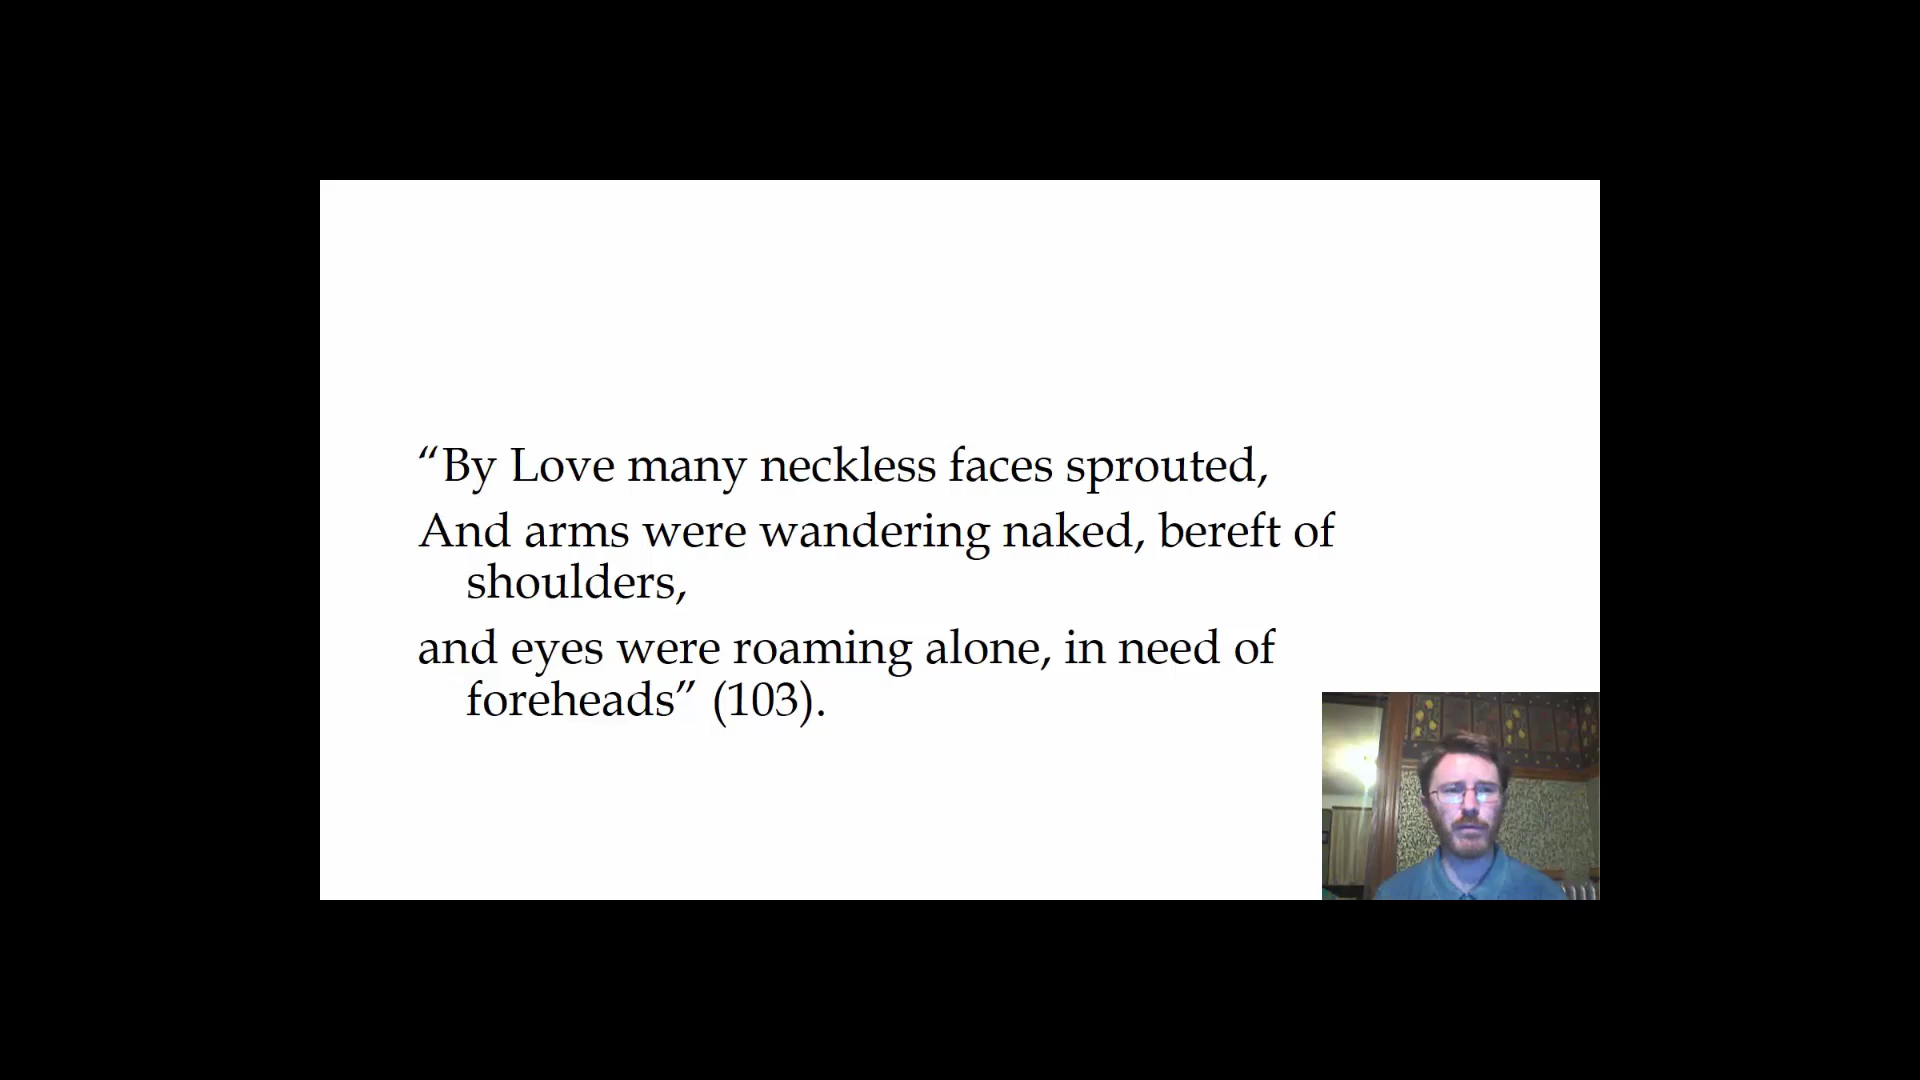 “By Love many neckless faces sprouted,
And arms were wandering naked, bereft of
shoulders,
and eyes were roaming alone, in need of
foreheads” (103).